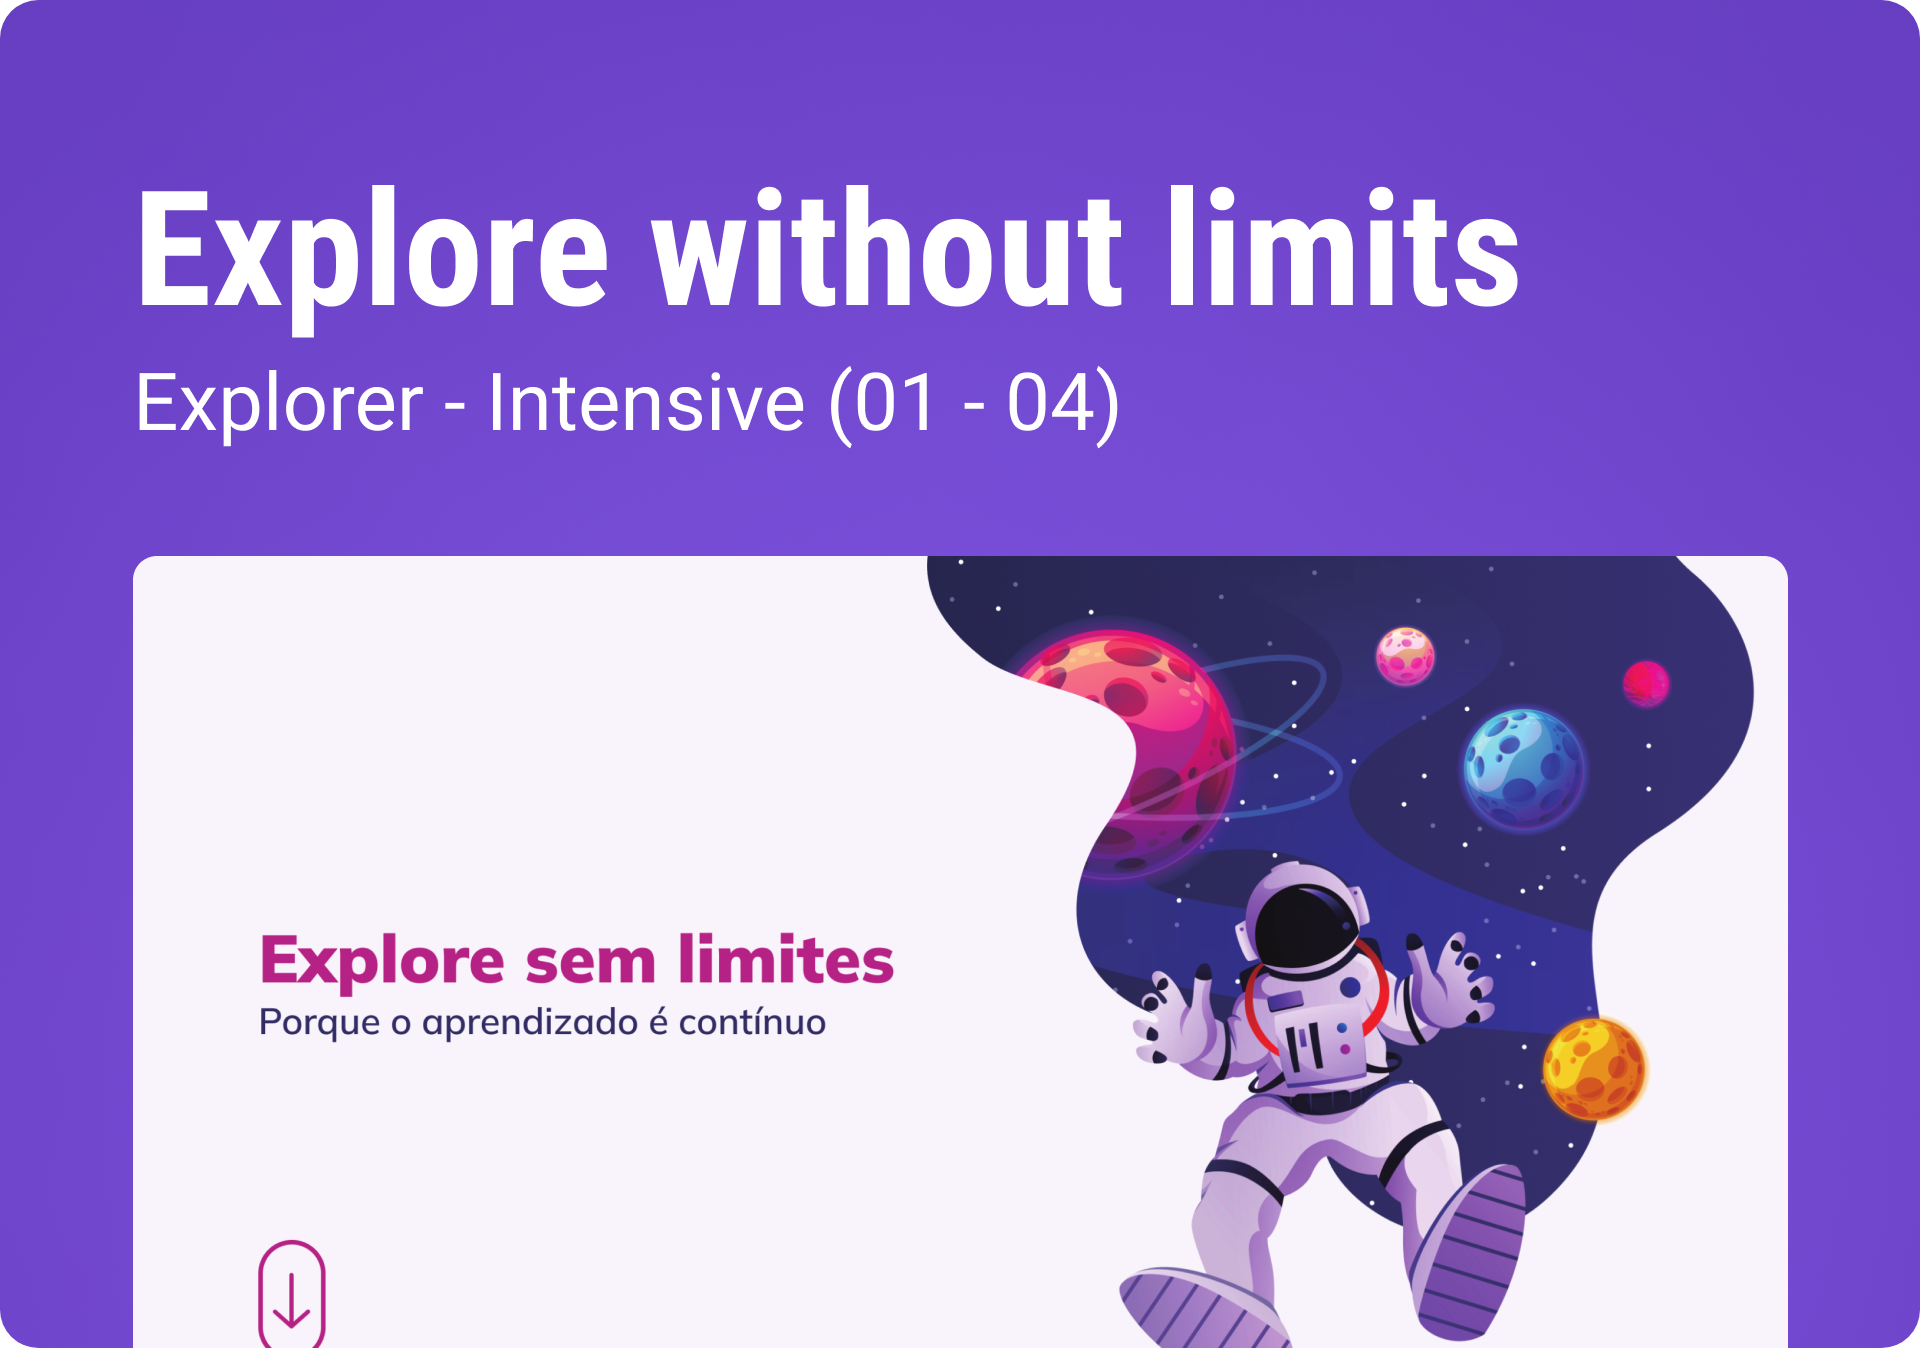 Explore without limits
Explorer - Intensive (01 - 04)
Explore sem limites
Porque o aprendizado é contínuo